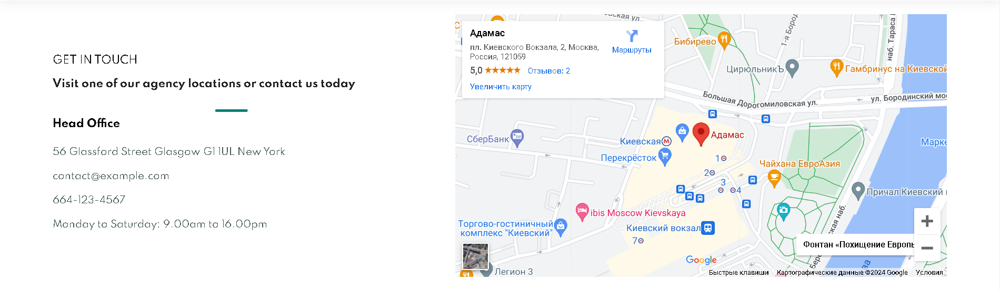 GET IN TOUCH
Visit one of our agency locations or contact us today
Head Office
56 Glassford Street Glasgow G1 1UL New York
contact@example.com
664-123-4567
Monday to Saturday: 9.00am to 16.00pm
Адамас
пл. Киевского Вокзала, 2, Москва,
Россия, 121059
5,0
Отзывов: 2
Увеличить карту
Маршруты
Бибирево
1-я Бород
наб. Тараса
ЦирюльникЪ
Гамбринус на Киевской
Большая Дорогомиловская ул.
ул. Бородинский мос
СберБанк
Киевская
Адамас
Марке
Перекрёсток
1
2
3
4
Чайхана ЕвроАзия
Причал Киевский
ibis Moscow Kievskaya
Торгово-гостиничный
комплекс "Киевский"
Киевский вокзал
7
Фонтан «Похищение Европы
Google
Легион 3
Быстрые клавиши
Картографические данные ©2024 Google
Условия